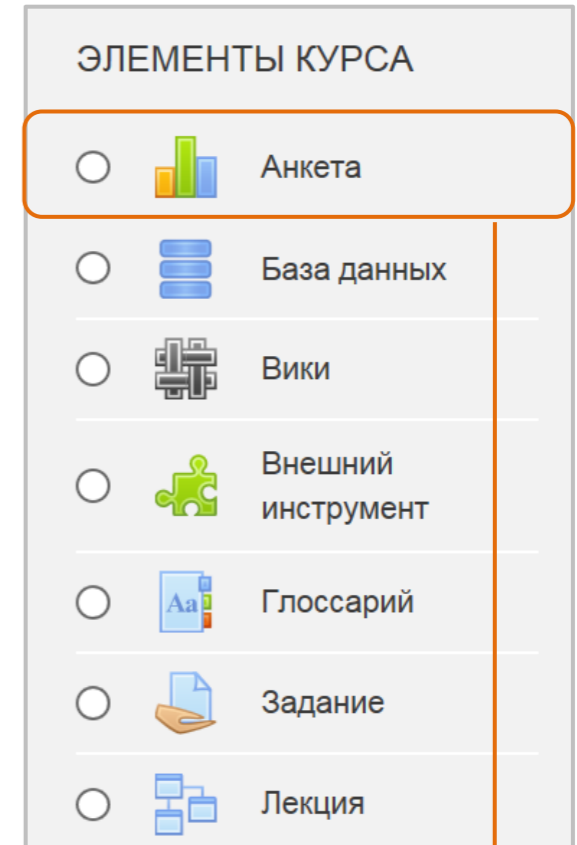 ЭЛЕМЕНТЫ КУРСА
Анкета
База данных
Вики
Внешний
инструмент
Aa
Глоссарий
Задание
Лекция